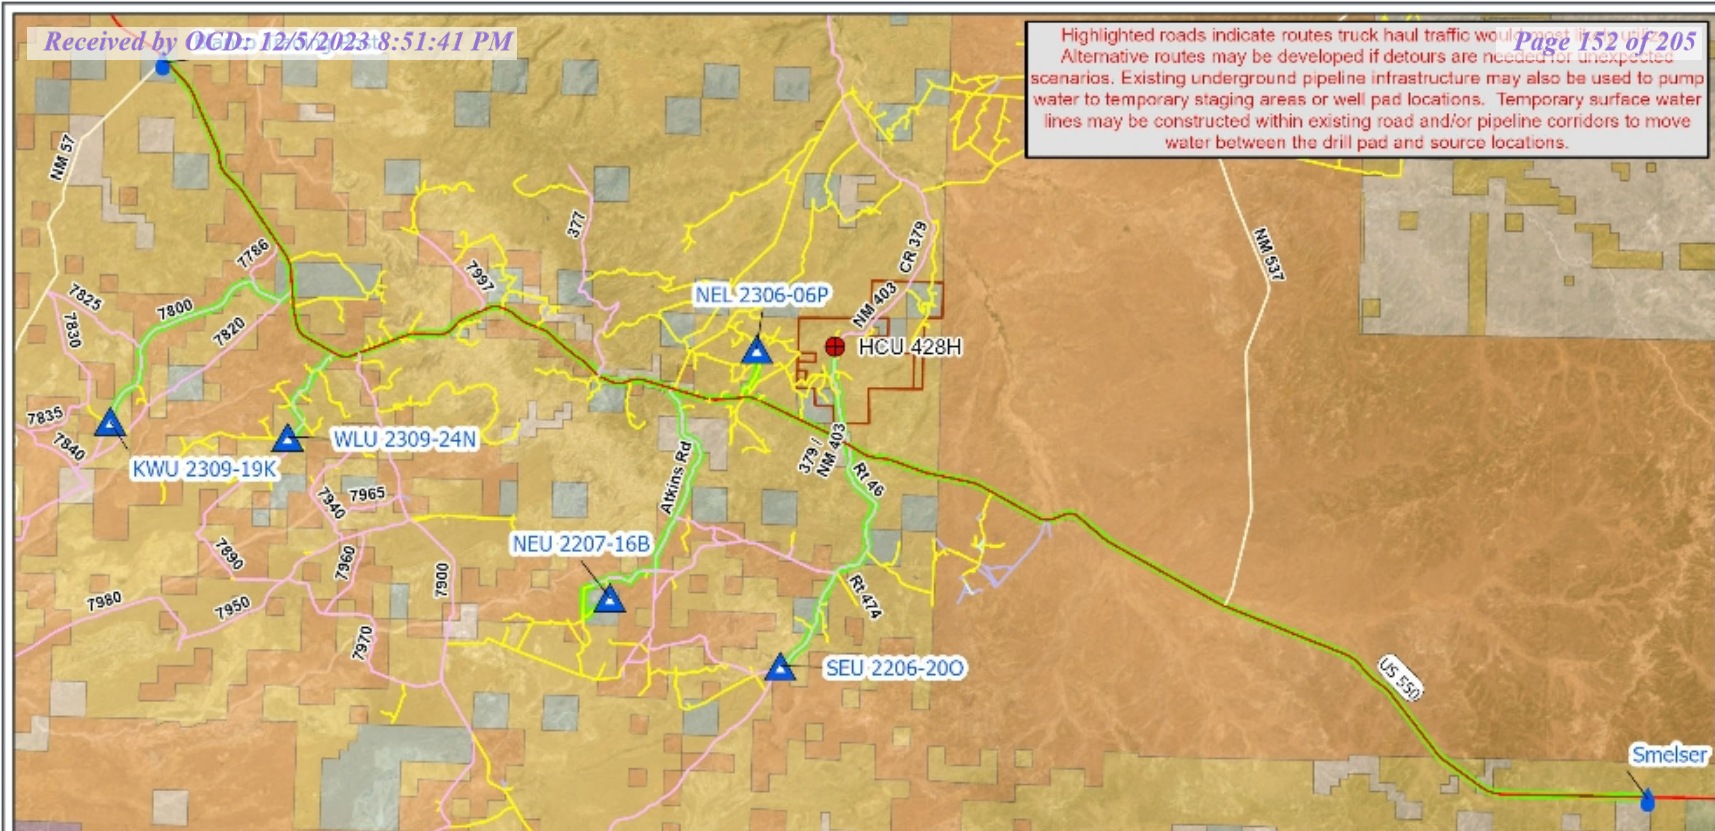 Received by OCD: 12/5/2023 8:51:41 PM
Page 152 of 205
Highlighted roads indicate routes truck haul traffic would most likely utilize.
Alternative routes may be developed if detours are needed for unexpected
scenarios. Existing underground pipeline infrastructure may also be used to pump
water to temporary staging areas or well pad locations. Temporary surface water
lines may be constructed within existing road and/or pipeline corridors to move
water between the drill pad and source locations.
NM 57
377
CR 379
NM 537
7786
7997
7825
7800
NEL 2306-06P
NM 403
7830
7820
HCU 428H
7835
7840
WLU 2309-24N
379 /
NM 403
KWU 2309-19K
Atkins Rd
Rt 46
7965
7940
NEU 2207-16B
7890
7960
7900
Rt 474
7980
7950
7970
SEU 2206-20O
US 550
Smelser